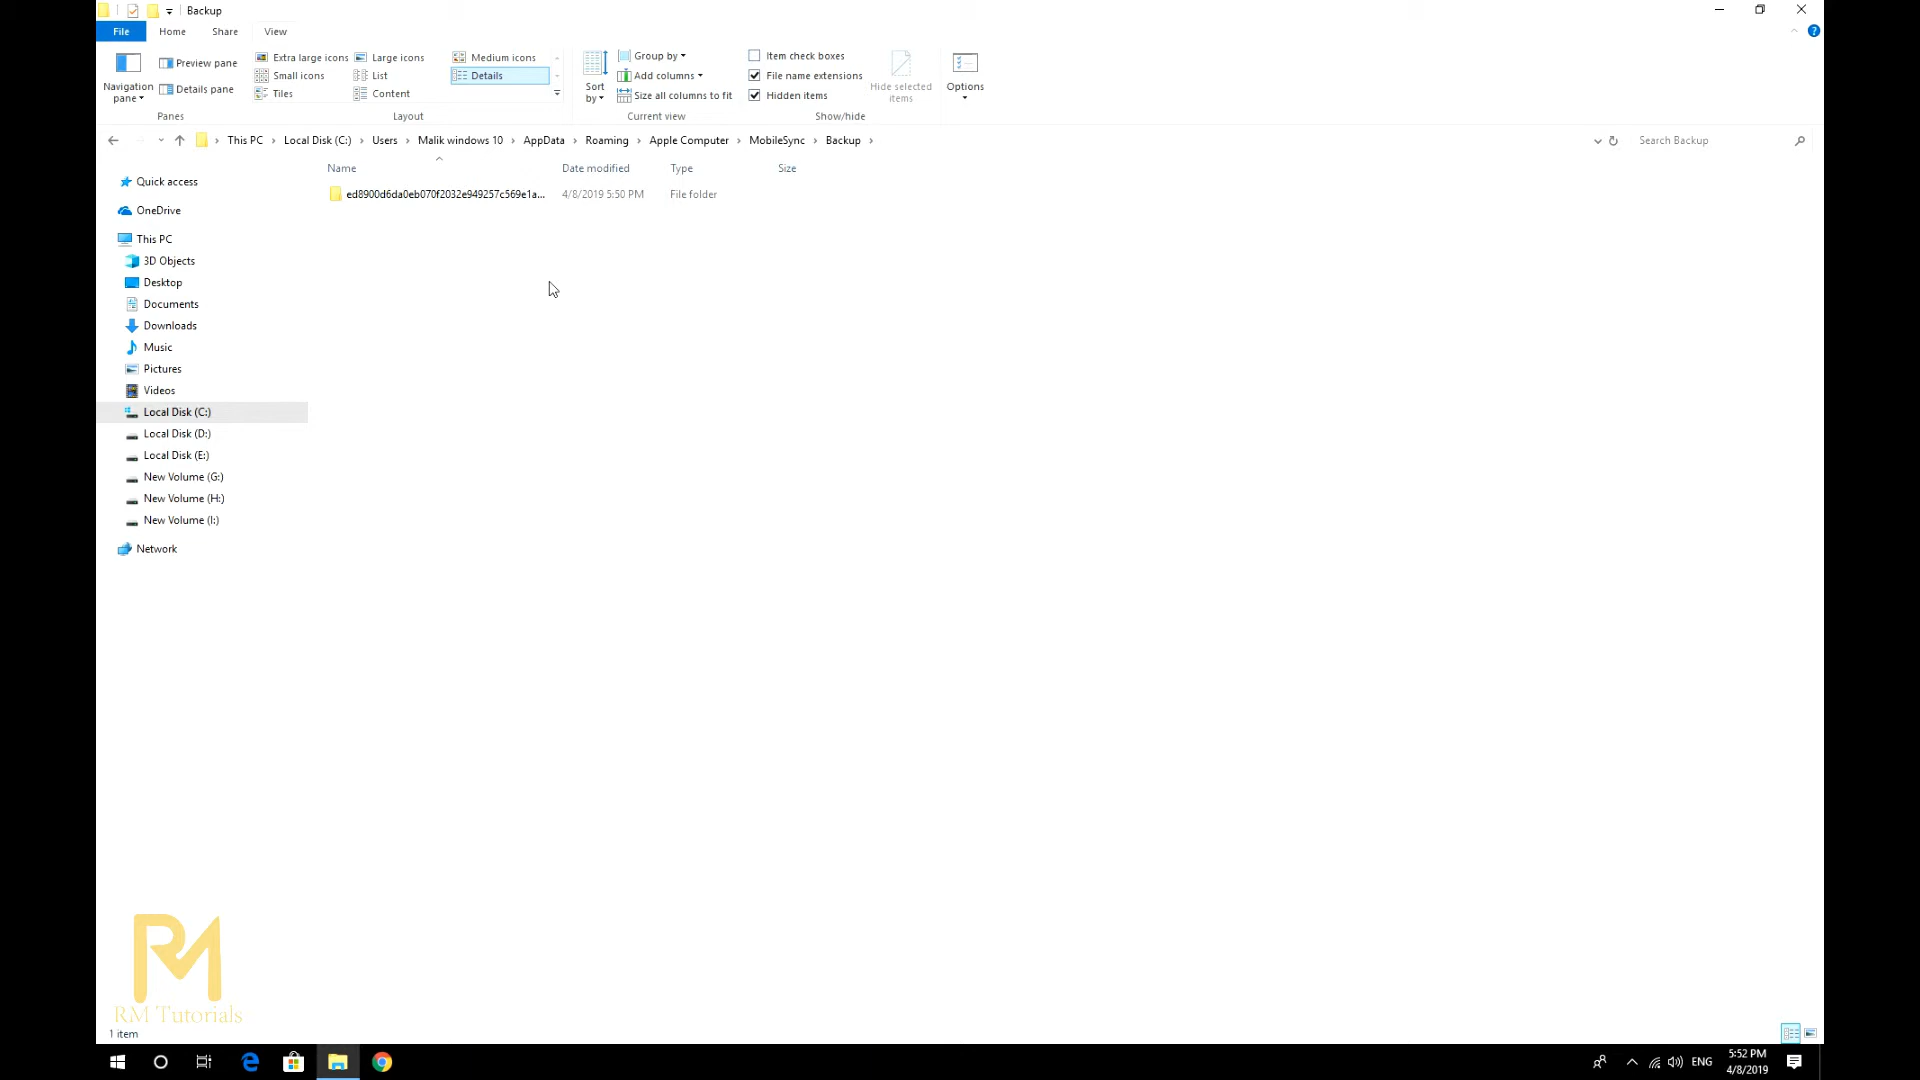 Backup
File Home Share View
Navigation pane
Preview pane
Details pane
Panes
Extra large icons Large icons Medium icons
Small icons List Details
Tiles Content
Layout
Sort by
Group by
Add columns
Size all columns to fit
Current view
Item check boxes
File name extensions
Hidden items
Hide selected items
Show/hide
Options
This PC › Local Disk (C:) › Users › Malik windows 10 › AppData › Roaming › Apple Computer › MobileSync › Backup ›
Search Backup
Name Date modified Type Size
ed8900d6da0eb070f2032e949257c569e1a... 4/8/2019 5:50 PM File folder
Quick access
OneDrive
This PC
3D Objects
Desktop
Documents
Downloads
Music
Pictures
Videos
Local Disk (C:)
Local Disk (D:)
Local Disk (E:)
New Volume (G:)
New Volume (H:)
New Volume (I:)
Network
RM
RM Tutorials
1 item
ENG
5:52 PM
4/8/2019